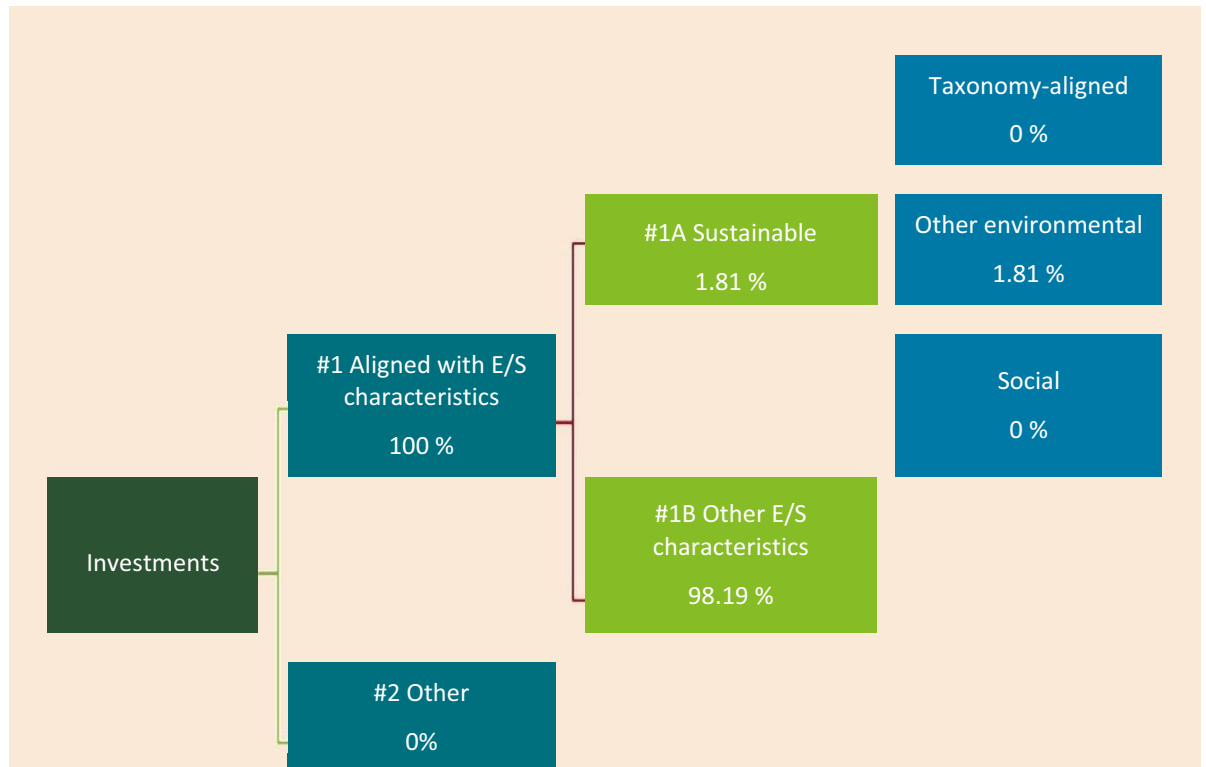 Taxonomy-aligned
0 %
#1A Sustainable
1.81 %
Other environmental
1.81 %
#1 Aligned with E/S
characteristics
100 %
Social
0 %
Investments
#1B Other E/S
characteristics
98.19 %
#2 Other
0%